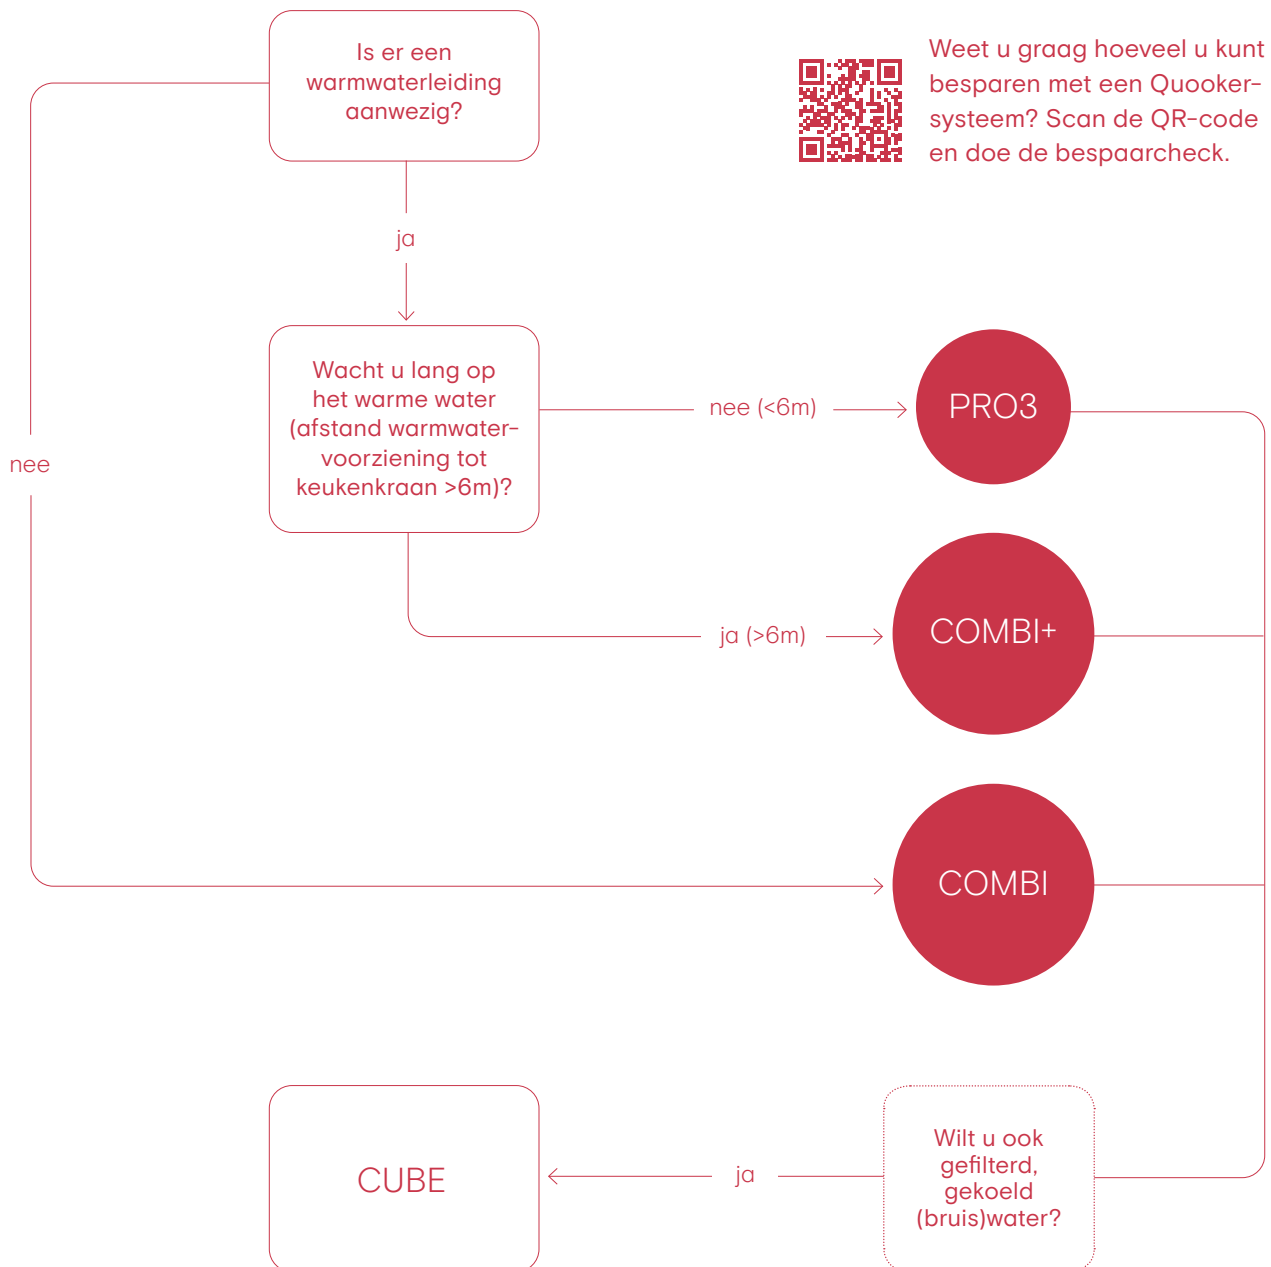 Is er een
warmwaterleiding
aanwezig?
Weet u graag hoeveel u kunt
besparen met een Quooker-
systeem? Scan de QR-code
en doe de bespaarcheck.
ja
Wacht u lang op
het warme water
(afstand warmwater-
voorziening tot
keukenkraan >6m)?
nee (<6m)
PRO3
nee
ja (>6m)
COMBI+
COMBI
CUBE
ja
Wilt u ook
gefilterd,
gekoeld
(bruis)water?